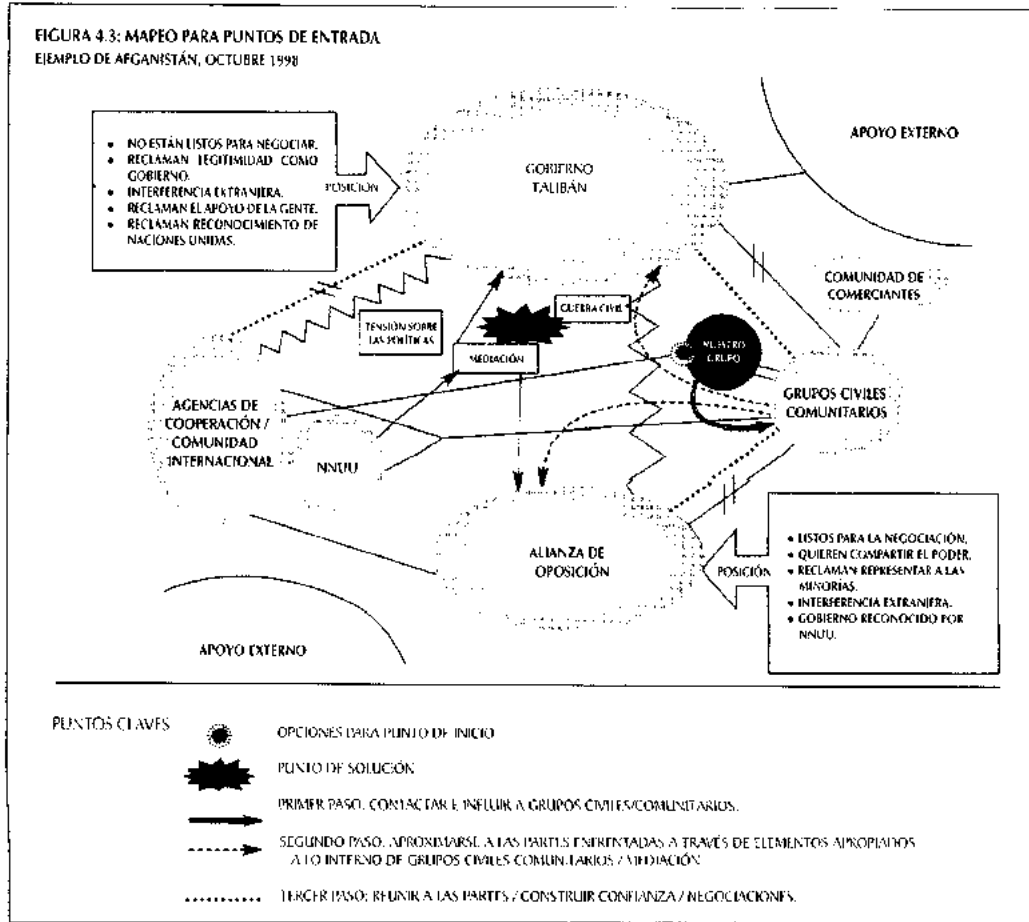 FIGURA 4.3: MAPEO PARA PUNTOS DE ENTRADA
EJEMPLO DE AFGANISTÁN, OCTUBRE 1998
• NO ESTÁN LISTOS PARA NEGOCIAR.
• RECLAMAN LEGITIMIDAD COMO
GOBIERNO.
• INTERFERENCIA EXTRANJERA.
• RECLAMAN EL APOYO DE LA GENTE.
• RECLAMAN RECONOCIMIENTO DE
NACIONES UNIDAS.
POSICIÓN
GOBIERNO
TALIBÁN
APOYO EXTERNO
COMUNIDAD DE
COMERCIANTES
TENSIÓN SOBRE
LAS POLÍTICAS
GUERRA CIVIL
MEDIACIÓN
NUESTRO
GRUPO
GRUPOS CIVILES
COMUNITARIOS
AGENCIAS DE
COOPERACIÓN /
COMUNIDAD
INTERNACIONAL
NNUU
ALIANZA DE
OPOSICIÓN
POSICIÓN
• LISTOS PARA LA NEGOCIACIÓN.
• QUIEREN COMPARTIR EL PODER.
• RECLAMAN REPRESENTAR A LAS
MINORÍAS.
• INTERFERENCIA EXTRANJERA.
• GOBIERNO RECONOCIDO POR
NNUU.
APOYO EXTERNO
PUNTOS CLAVES
OPCIONES PARA PUNTO DE INICIO
PUNTO DE SOLUCIÓN
PRIMER PASO: CONTACTAR E INFLUIR A GRUPOS CIVILES/COMUNITARIOS.
SEGUNDO PASO: APROXIMARSE A LAS PARTES ENFRENTADAS A TRAVÉS DE ELEMENTOS APROPIADOS
A LO INTERNO DE GRUPOS CIVILES COMUNITARIOS / MEDIACIÓN
TERCER PASO: REUNIR A LAS PARTES / CONSTRUIR CONFIANZA / NEGOCIACIONES.